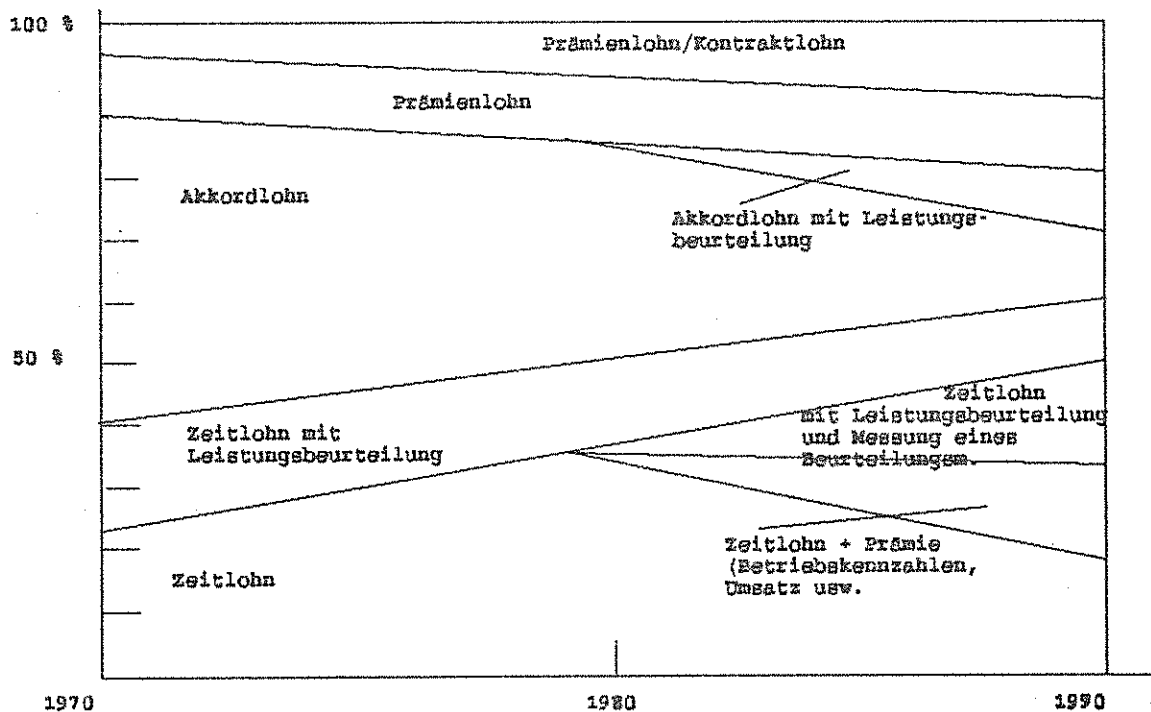 100 %
Prämienlohn/Kontraktlohn
Prämienlohn
Akkordlohn
Akkordlohn mit Leistungs-
beurteilung
50 %
Zeitlohn mit
Leistungsbeurteilung
Zeitlohn
mit Leistungsbeurteilung
und Messung eines
Beurteilungsm.
Zeitlohn + Prämie
(Betriebskennzahlen,
Umsatz usw.
Zeitlohn
1970
1980
1990